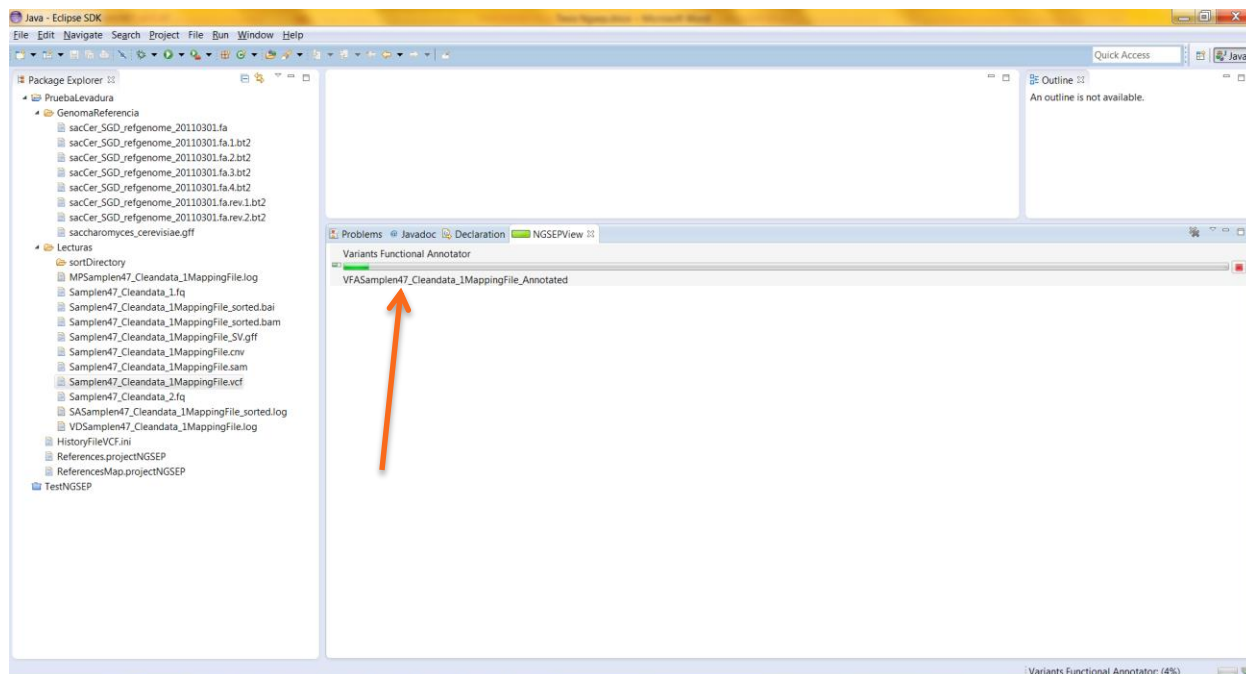 Java - Eclipse SDK
File Edit Navigate Search Project File Run Window Help
Quick Access
Java
Package Explorer
PruebaLevadura
GenomaReferencia
sacCer_SGD_refgenome_20110301.fa
sacCer_SGD_refgenome_20110301.fa.1.bt2
sacCer_SGD_refgenome_20110301.fa.2.bt2
sacCer_SGD_refgenome_20110301.fa.3.bt2
sacCer_SGD_refgenome_20110301.fa.4.bt2
sacCer_SGD_refgenome_20110301.fa.rev.1.bt2
sacCer_SGD_refgenome_20110301.fa.rev.2.bt2
saccharomyces_cerevisiae.gff
Lecturas
sortDirectory
MPSamplen47_Cleandata_1MappingFile.log
Samplen47_Cleandata_1.fq
Samplen47_Cleandata_1MappingFile_sorted.bai
Samplen47_Cleandata_1MappingFile_sorted.bam
Samplen47_Cleandata_1MappingFile_SV.gff
Samplen47_Cleandata_1MappingFile.cnv
Samplen47_Cleandata_1MappingFile.sam
Samplen47_Cleandata_1MappingFile.vcf
Samplen47_Cleandata_2.fq
SASamplen47_Cleandata_1MappingFile_sorted.log
VDSamplen47_Cleandata_1MappingFile.log
HistoryFileVCF.ini
References.projectNGSEP
ReferencesMap.projectNGSEP
TestNGSEP
Outline
An outline is not available.
Problems @ Javadoc Declaration NGSEPView
Variants Functional Annotator
VFASamplen47_Cleandata_1MappingFile_Annotated
Variants Functional Annotator: (4%)